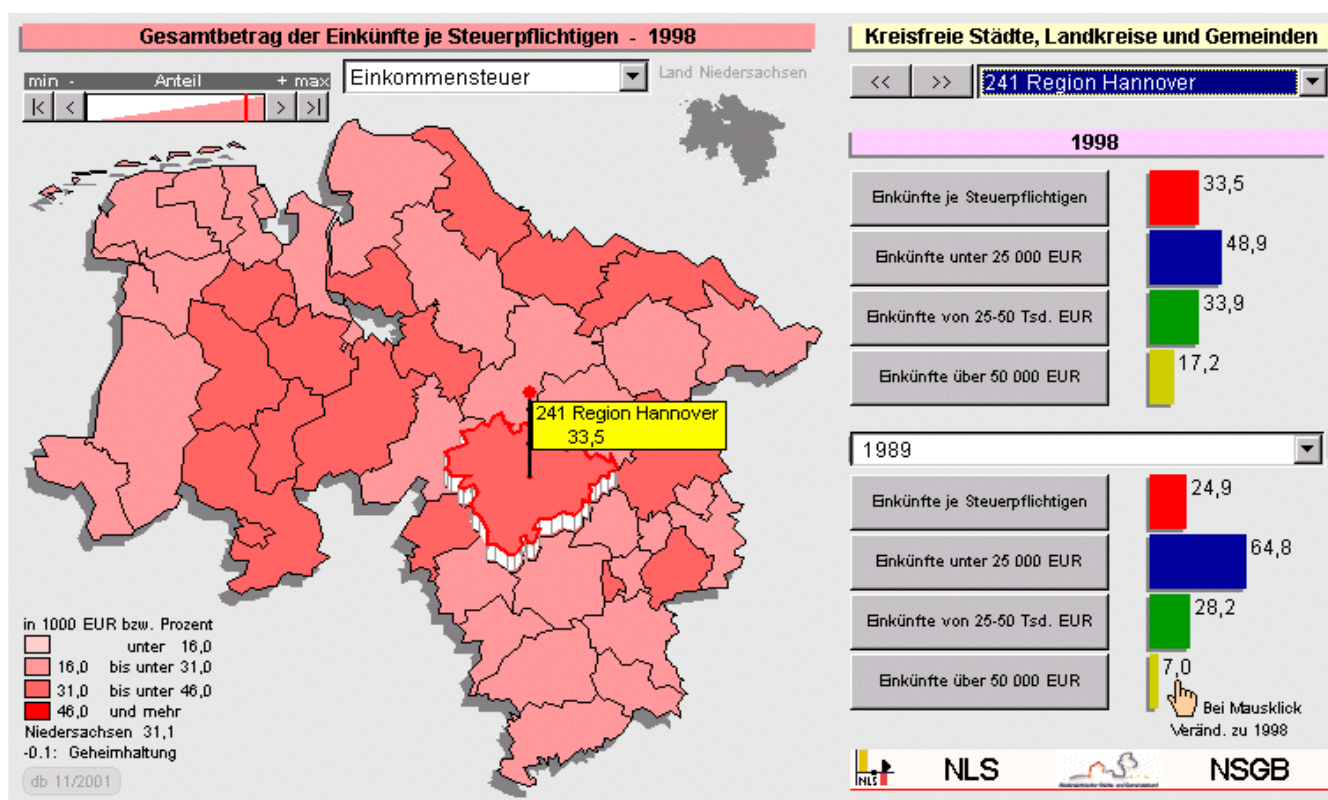 Gesamtbetrag der Einkünfte je Steuerpflichtigen - 1998
min - Anteil + max
Einkommensteuer
Land Niedersachsen
241 Region Hannover
33,5
in 1000 EUR bzw. Prozent
unter 16,0
16,0 bis unter 31,0
31,0 bis unter 46,0
46,0 und mehr
Niedersachsen 31,1
-0.1: Geheimhaltung
db 11/2001
Kreisfreie Städte, Landkreise und Gemeinden
<< >> 241 Region Hannover
1998
Einkünfte je Steuerpflichtigen 33,5
Einkünfte unter 25 000 EUR 48,9
Einkünfte von 25-50 Tsd. EUR 33,9
Einkünfte über 50 000 EUR 17,2
1989
Einkünfte je Steuerpflichtigen 24,9
Einkünfte unter 25 000 EUR 64,8
Einkünfte von 25-50 Tsd. EUR 28,2
Einkünfte über 50 000 EUR 7,0
Bei Mausklick
Veränd. zu 1998
NLS NLS NSGB